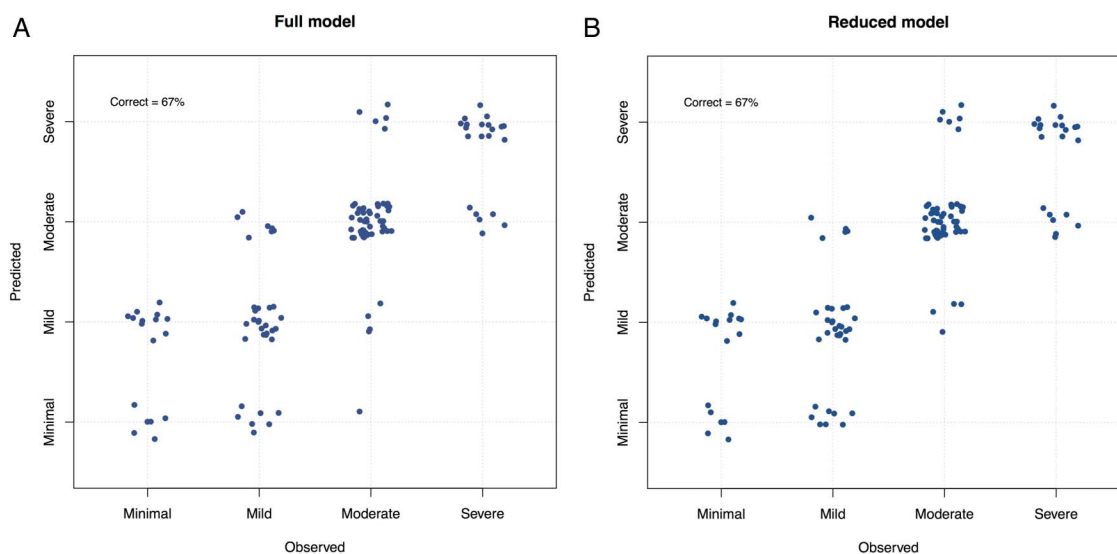 A
Full model
Correct = 67%
Severe
Moderate
Mild
Minimal
Predicted
Minimal
Mild
Moderate
Severe
Observed
B
Reduced model
Correct = 67%
Severe
Moderate
Mild
Minimal
Predicted
Minimal
Mild
Moderate
Severe
Observed